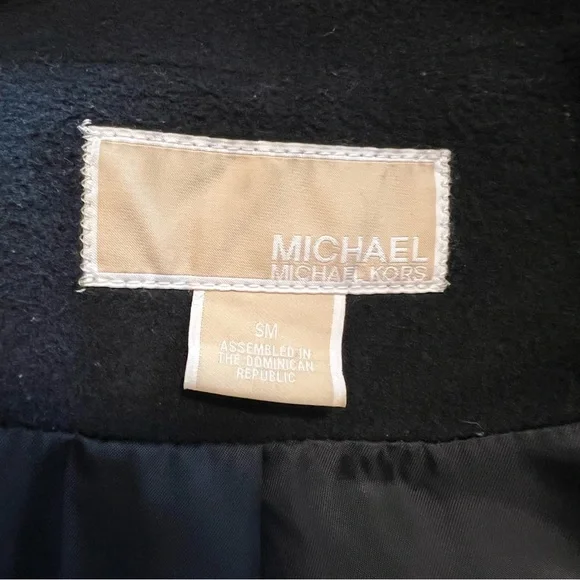 MICHAEL
MICHAEL KORS
SM
ASSEMBLED IN
THE DOMINICAN
REPUBLIC